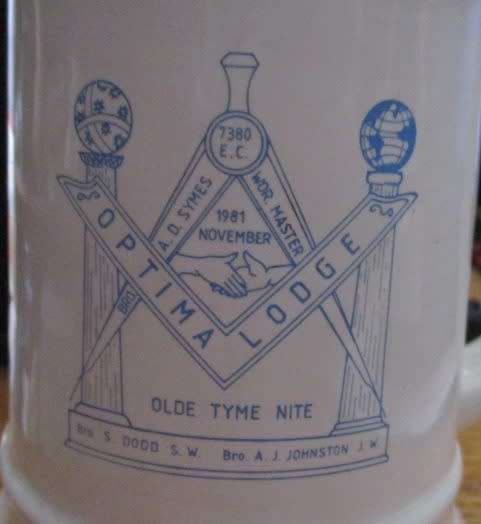 7380
E.C.
BRO. A. D. SYMES
WOR. MASTER
1981
NOVEMBER
OPTIMA LODGE
OLDE TYME NITE
Bro S. DODD S.W. Bro. A. J. JOHNSTON J.W.